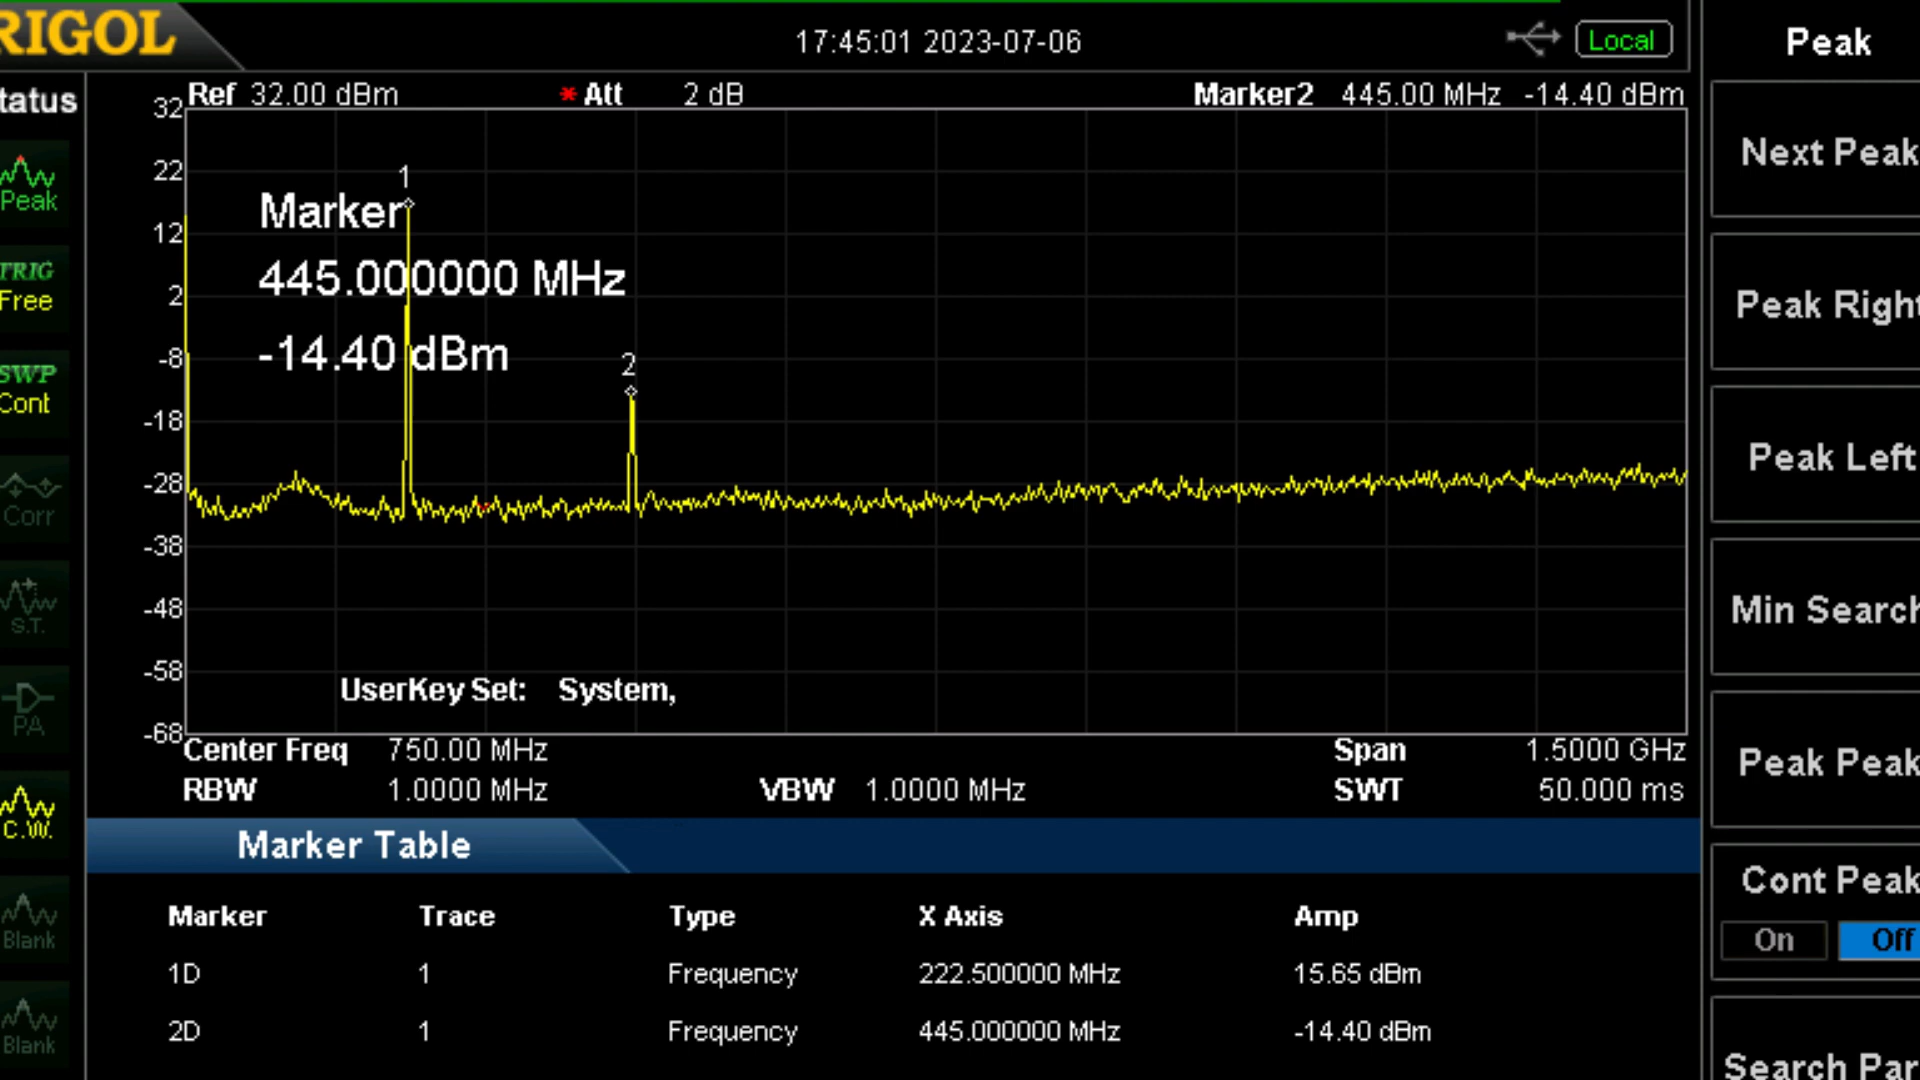 RIGOL
17:45:01 2023-07-06
Local
Peak
Status
Ref 32.00 dBm * Att 2 dB Marker2 445.00 MHz -14.40 dBm
32
22
12
2
-8
-18
-28
-38
-48
-58
-68
1
Marker
445.000000 MHz
-14.40 dBm
2
UserKey Set: System,
Center Freq 750.00 MHz Span 1.5000 GHz
RBW 1.0000 MHz VBW 1.0000 MHz SWT 50.000 ms
Peak
TRIG
Free
SWP
Cont
Corr
S.T.
PA
C.W.
Blank
Blank
Marker Table
Marker Trace Type X Axis Amp
1D 1 Frequency 222.500000 MHz 15.65 dBm
2D 1 Frequency 445.000000 MHz -14.40 dBm
Next Peak
Peak Right
Peak Left
Min Search
Peak Peak
Cont Peak
On Off
Search Par